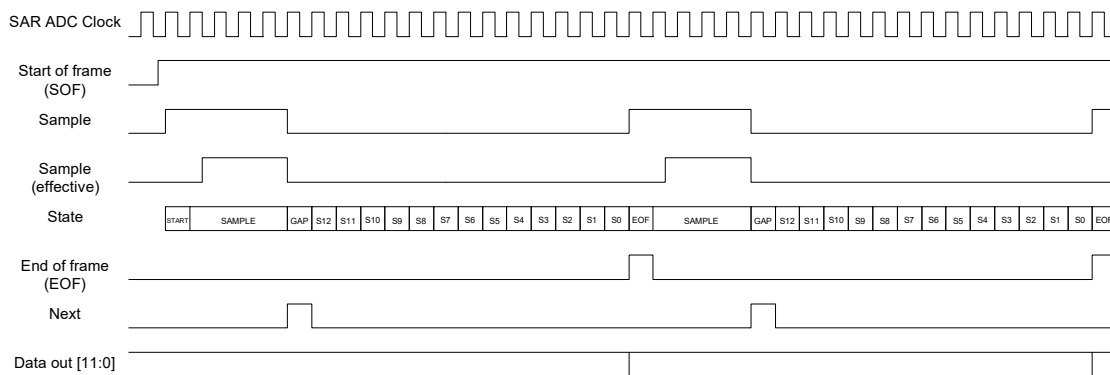 SAR ADC Clock
Start of frame
(SOF)
Sample
Sample
(effective)
State
START SAMPLE GAP S12 S11 S10 S9 S8 S7 S6 S5 S4 S3 S2 S1 S0 EOF SAMPLE GAP S12 S11 S10 S9 S8 S7 S6 S5 S4 S3 S2 S1 S0 EOF
End of frame
(EOF)
Next
Data out [11:0]